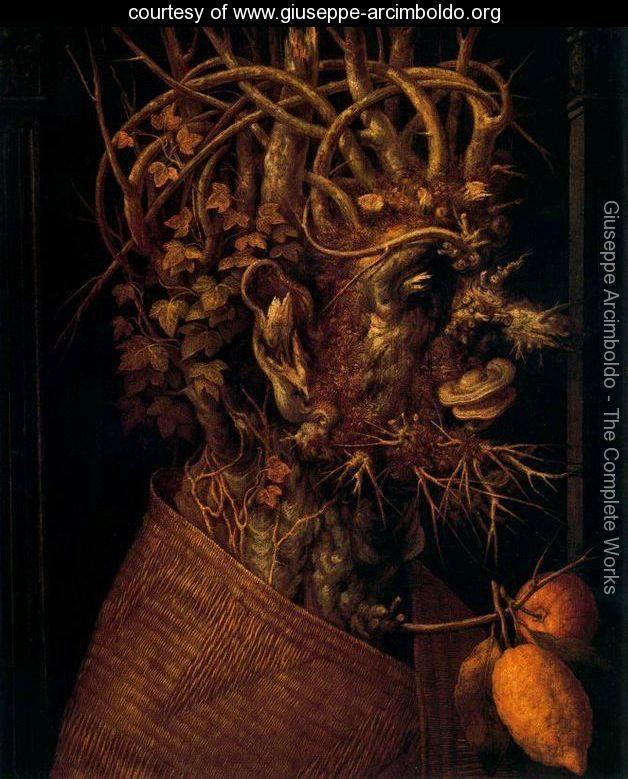 courtesy of www.giuseppe-arcimboldo.org
Giuseppe Arcimboldo - The Complete Works